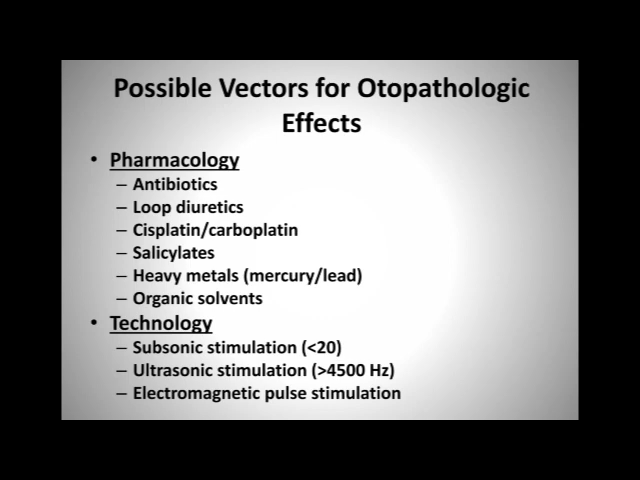 Possible Vectors for Otopathologic
Effects
• Pharmacology
– Antibiotics
– Loop diuretics
– Cisplatin/carboplatin
– Salicylates
– Heavy metals (mercury/lead)
– Organic solvents
• Technology
– Subsonic stimulation (<20)
– Ultrasonic stimulation (>4500 Hz)
– Electromagnetic pulse stimulation